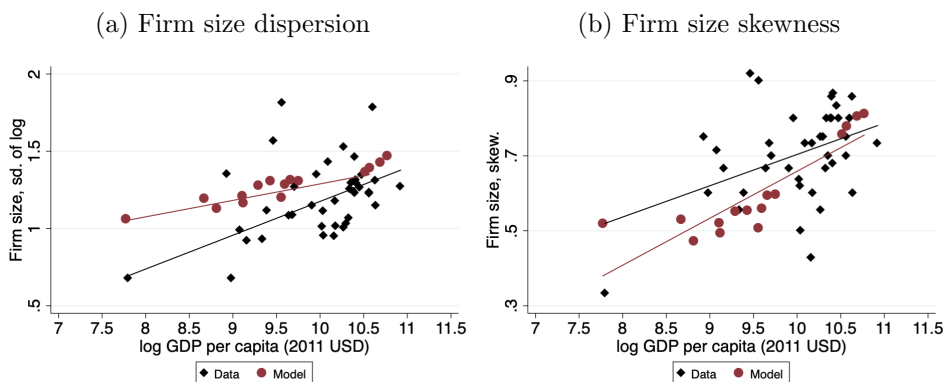 (a) Firm size dispersion
Firm size, sd. of log
2
1.5
1
.5
7 7.5 8 8.5 9 9.5 10 10.5 11 11.5
log GDP per capita (2011 USD)
Data Model
(b) Firm size skewness
Firm size, skew.
.9
.7
.5
.3
7 7.5 8 8.5 9 9.5 10 10.5 11 11.5
log GDP per capita (2011 USD)
Data Model